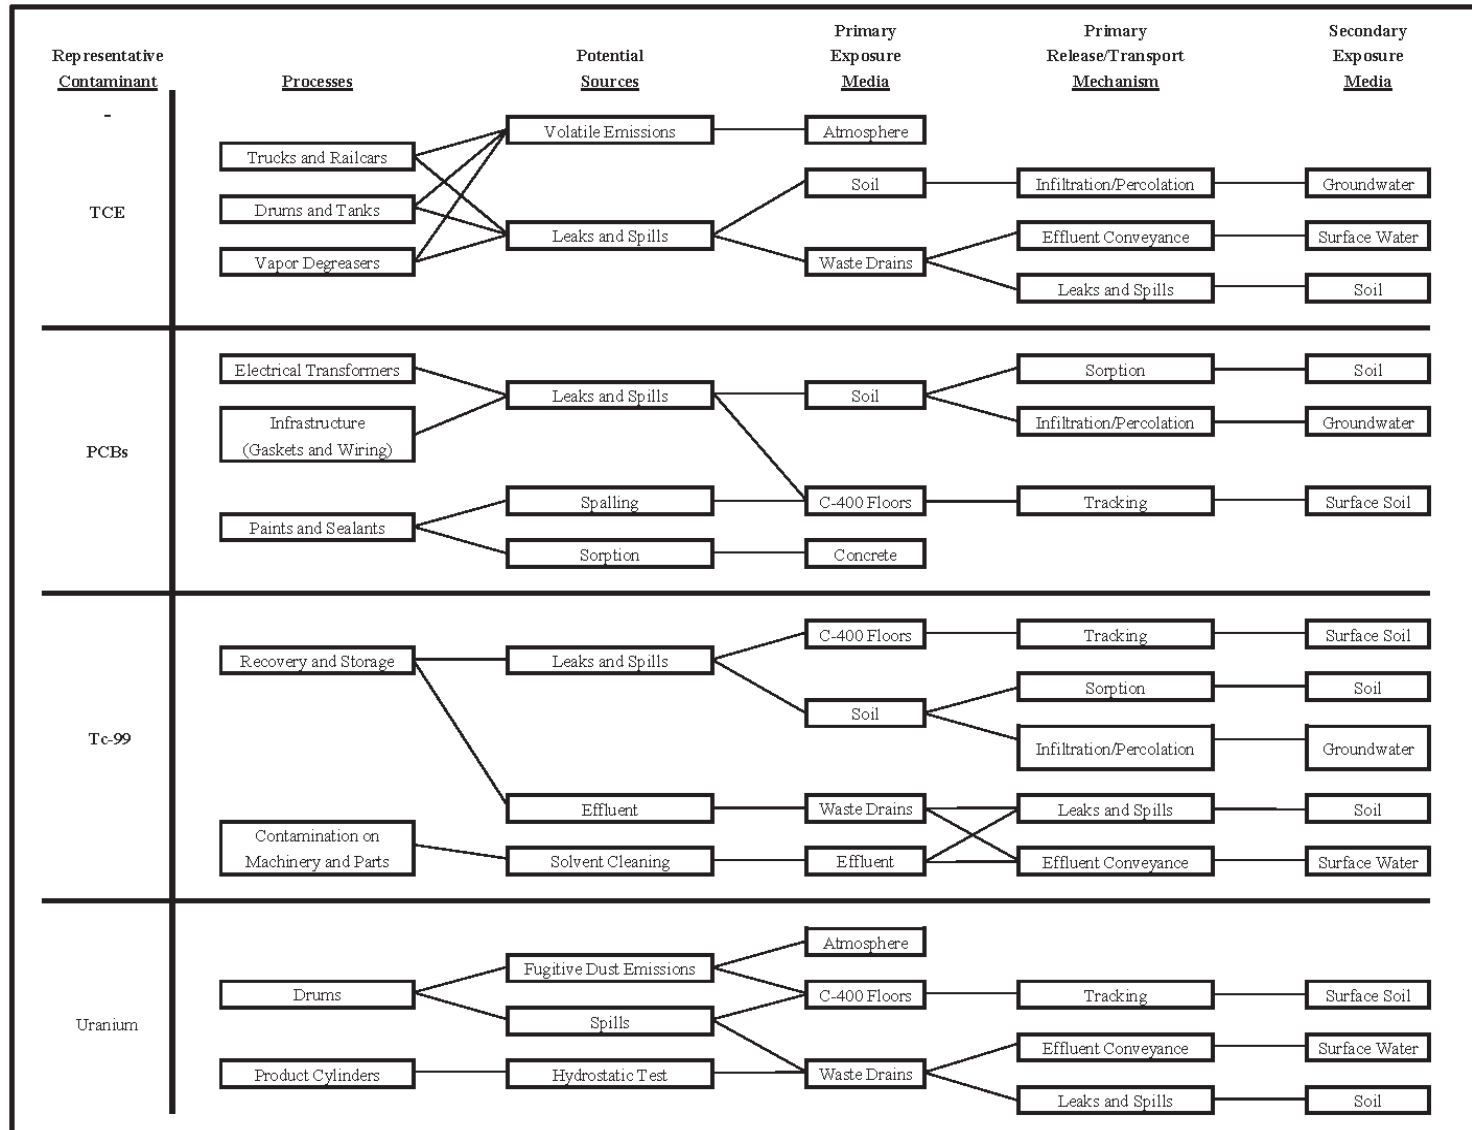 Representative
Contaminant
Processes
Potential
Sources
Primary
Exposure
Media
Primary
Release/Transport
Mechanism
Secondary
Exposure
Media
-
TCE
Trucks and Railcars
Drums and Tanks
Vapor Degreasers
Volatile Emissions
Leaks and Spills
Atmosphere
Soil
Waste Drains
Infiltration/Percolation
Effluent Conveyance
Leaks and Spills
Groundwater
Surface Water
Soil
PCBs
Electrical Transformers
Infrastructure
(Gaskets and Wiring)
Paints and Sealants
Leaks and Spills
Spalling
Sorption
Soil
C-400 Floors
Concrete
Sorption
Infiltration/Percolation
Tracking
Soil
Groundwater
Surface Soil
Tc-99
Recovery and Storage
Contamination on
Machinery and Parts
Leaks and Spills
Effluent
Solvent Cleaning
C-400 Floors
Soil
Waste Drains
Effluent
Tracking
Sorption
Infiltration/Percolation
Leaks and Spills
Effluent Conveyance
Surface Soil
Soil
Groundwater
Soil
Surface Water
Uranium
Drums
Product Cylinders
Fugitive Dust Emissions
Spills
Hydrostatic Test
Atmosphere
C-400 Floors
Waste Drains
Tracking
Effluent Conveyance
Leaks and Spills
Surface Soil
Surface Water
Soil